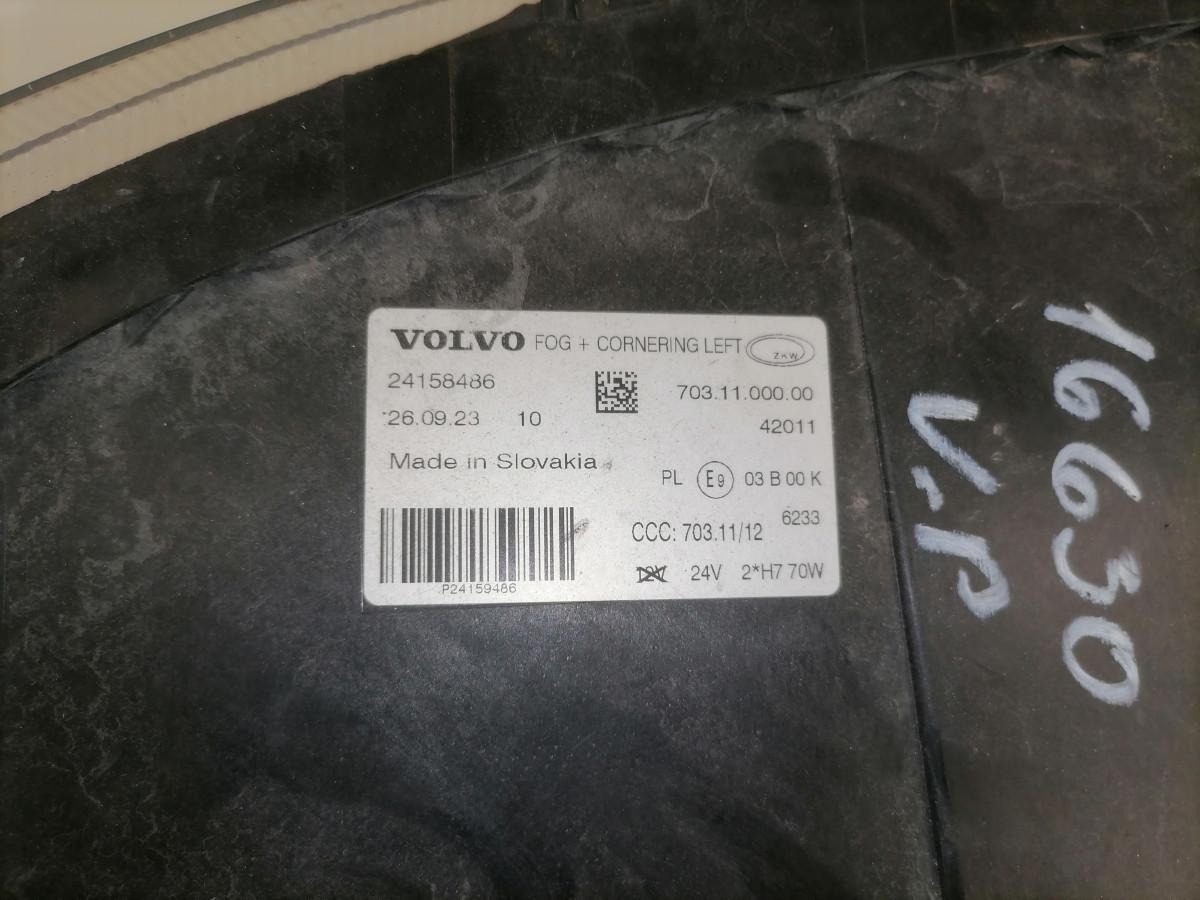 VOLVO FOG + CORNERING LEFT ZKW
24158486 703.11.000.00
26.09.23 10 42011
Made in Slovakia
PL E9 03 B 00 K
6233
CCC: 703.11/12
12V 24V 2*H7 70W
P24159486
16630
V-P